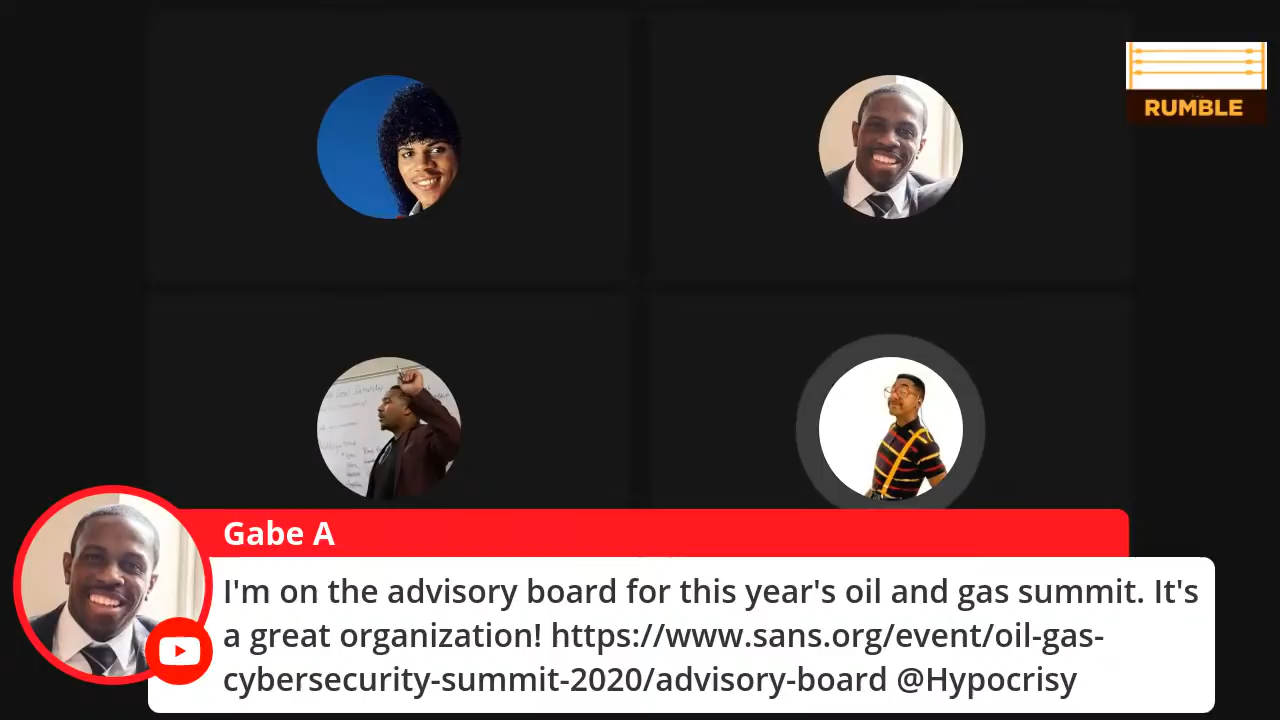 RUMBLE
Gabe A
I'm on the advisory board for this year's oil and gas summit. It's
a great organization! https://www.sans.org/event/oil-gas-
cybersecurity-summit-2020/advisory-board @Hypocrisy